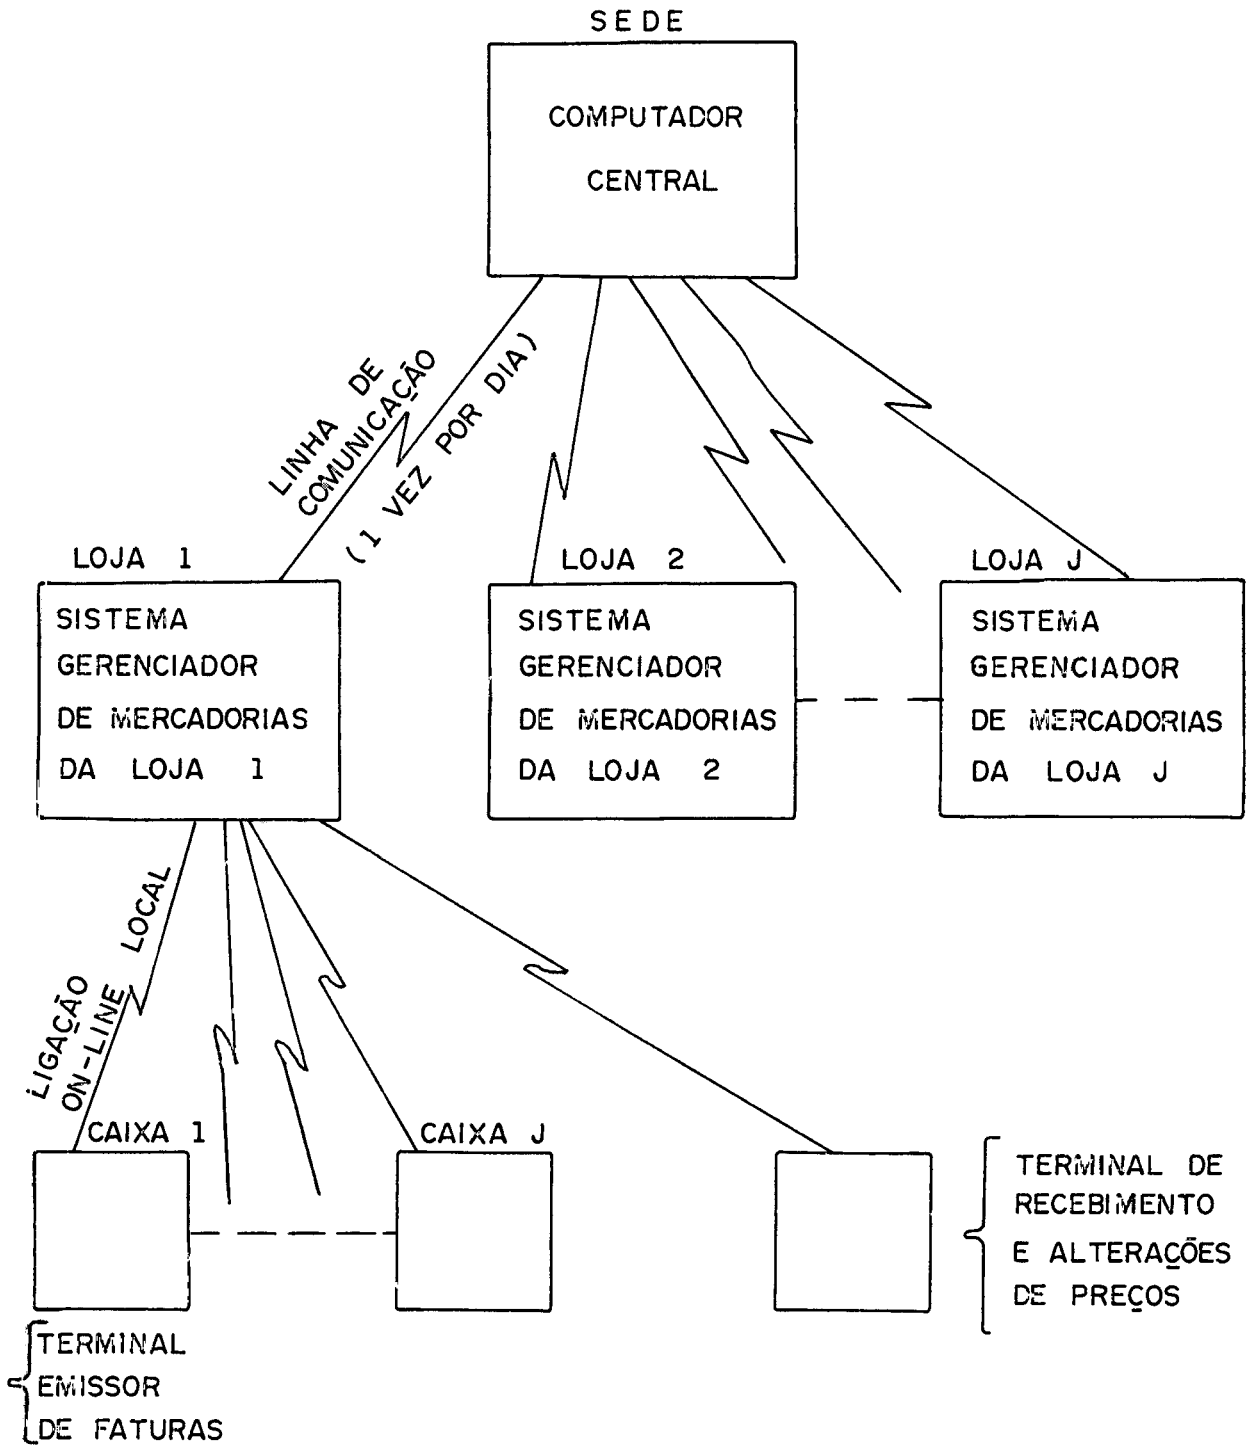 SEDE
COMPUTADOR
CENTRAL
LINHA DE
COMUNICAÇÃO
(1 VEZ POR DIA)
LOJA 1
SISTEMA
GERENCIADOR
DE MERCADORIAS
DA LOJA 1
LOJA 2
SISTEMA
GERENCIADOR
DE MERCADORIAS
DA LOJA 2
LOJA J
SISTEMA
GERENCIADOR
DE MERCADORIAS
DA LOJA J
LIGAÇÃO
ON-LINE LOCAL
CAIXA 1
CAIXA J
TERMINAL DE
RECEBIMENTO
E ALTERAÇÕES
DE PREÇOS
TERMINAL
EMISSOR
DE FATURAS